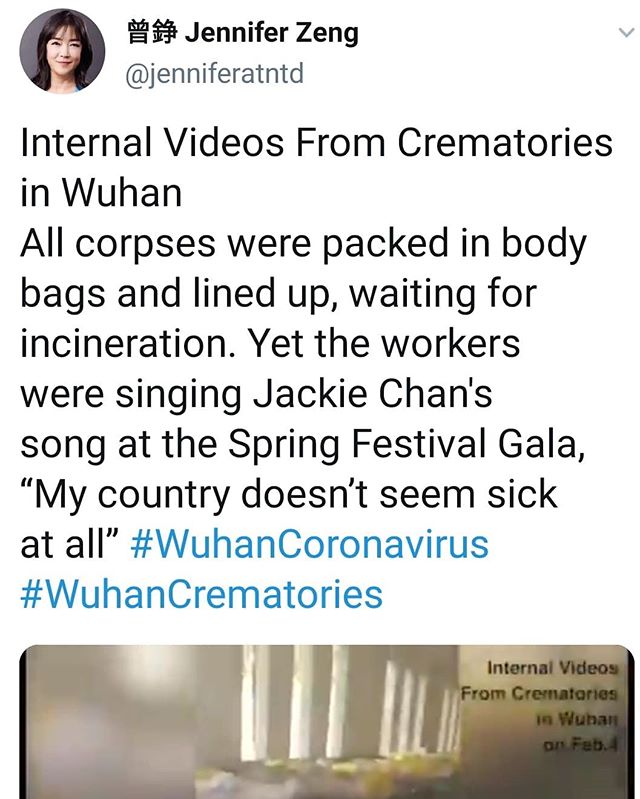 曾錚 Jennifer Zeng
@jenniferatntd
Internal Videos From Crematories
in Wuhan
All corpses were packed in body
bags and lined up, waiting for
incineration. Yet the workers
were singing Jackie Chan's
song at the Spring Festival Gala,
“My country doesn’t seem sick
at all” #WuhanCoronavirus
#WuhanCrematories
Internal Videos
From Crematories
in Wuhan
on Feb.4